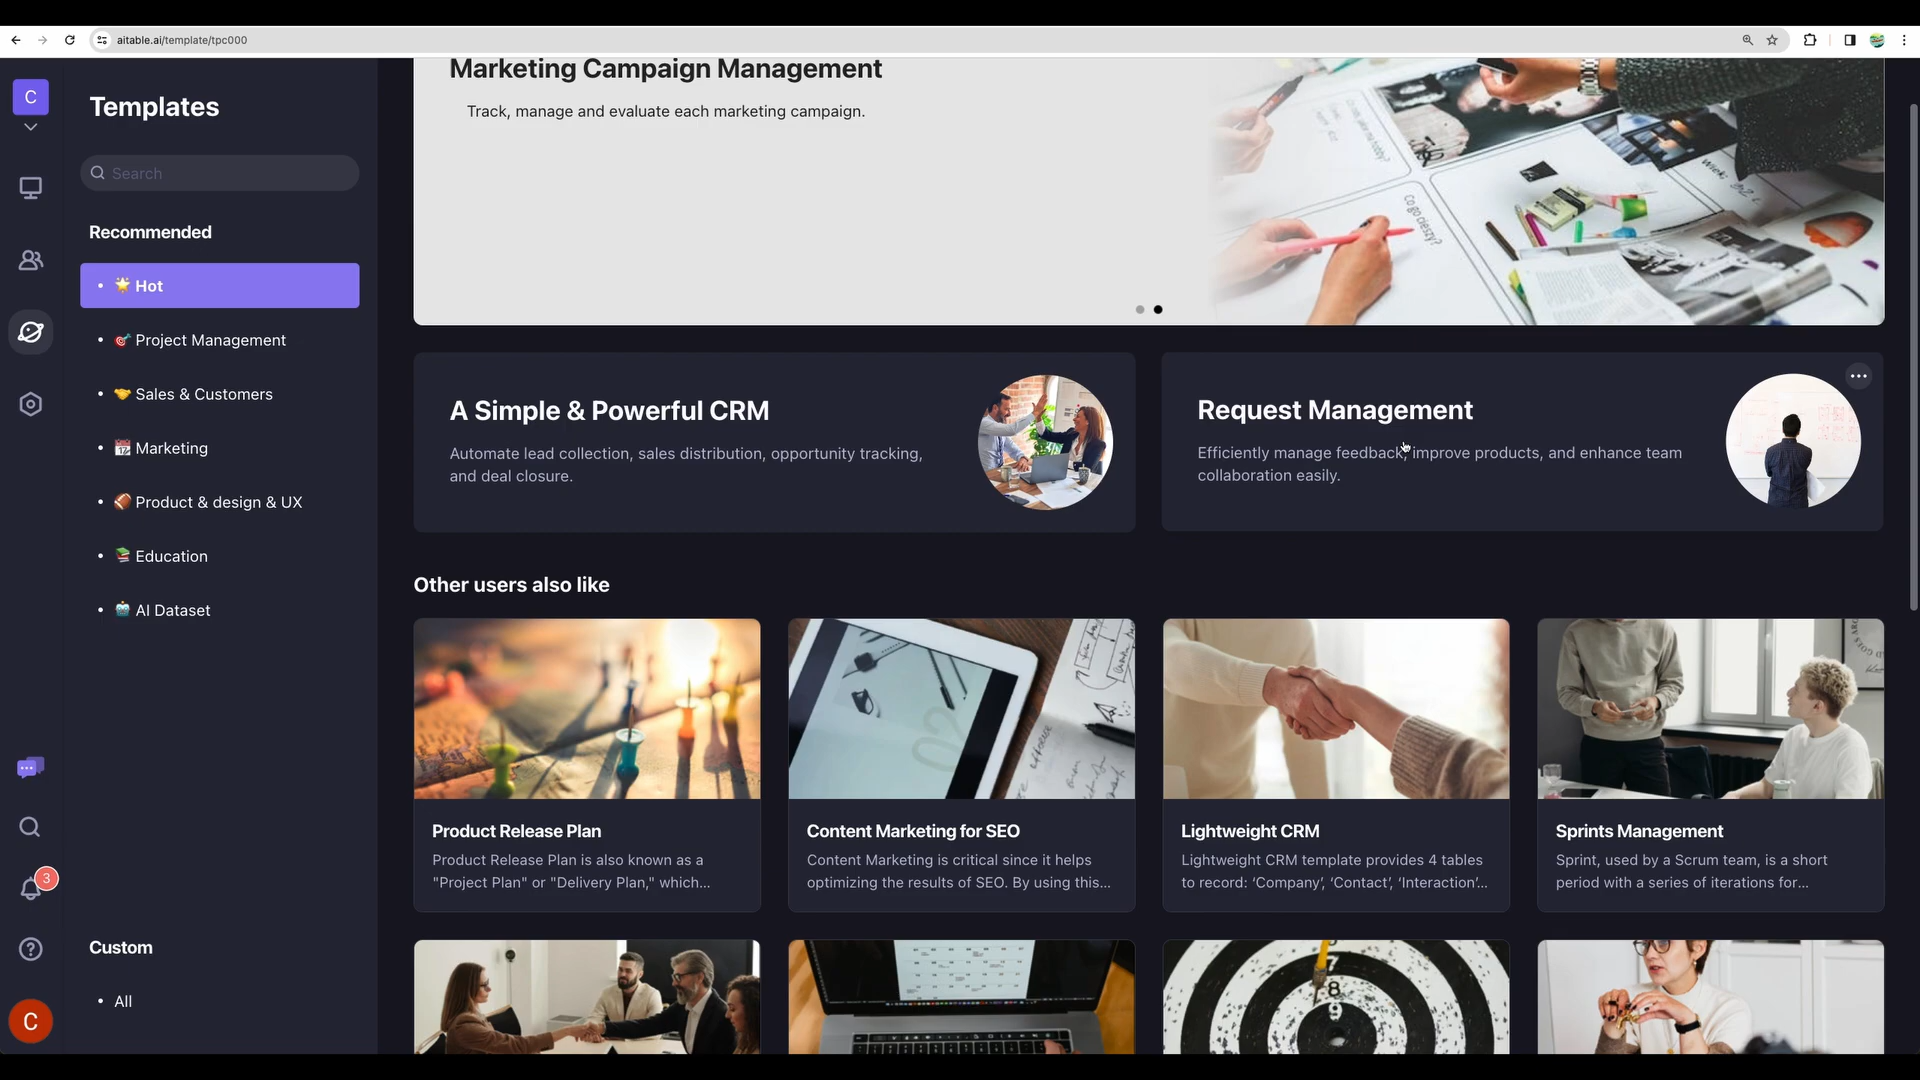 aitable.ai/template/tpc000
C
Templates
Search
Recommended
Hot
Project Management
Sales & Customers
Marketing
Product & design & UX
Education
AI Dataset
3
Custom
All
C
Marketing Campaign Management
Track, manage and evaluate each marketing campaign.
Co go cieszy?
A Simple & Powerful CRM
Automate lead collection, sales distribution, opportunity tracking,
and deal closure.
Request Management
Efficiently manage feedback, improve products, and enhance team
collaboration easily.
Other users also like
Product Release Plan
Product Release Plan is also known as a
"Project Plan" or "Delivery Plan," which...
Content Marketing for SEO
Content Marketing is critical since it helps
optimizing the results of SEO. By using this...
Lightweight CRM
Lightweight CRM template provides 4 tables
to record: ‘Company’, ‘Contact’, ‘Interaction’...
Sprints Management
Sprint, used by a Scrum team, is a short
period with a series of iterations for...
8
9